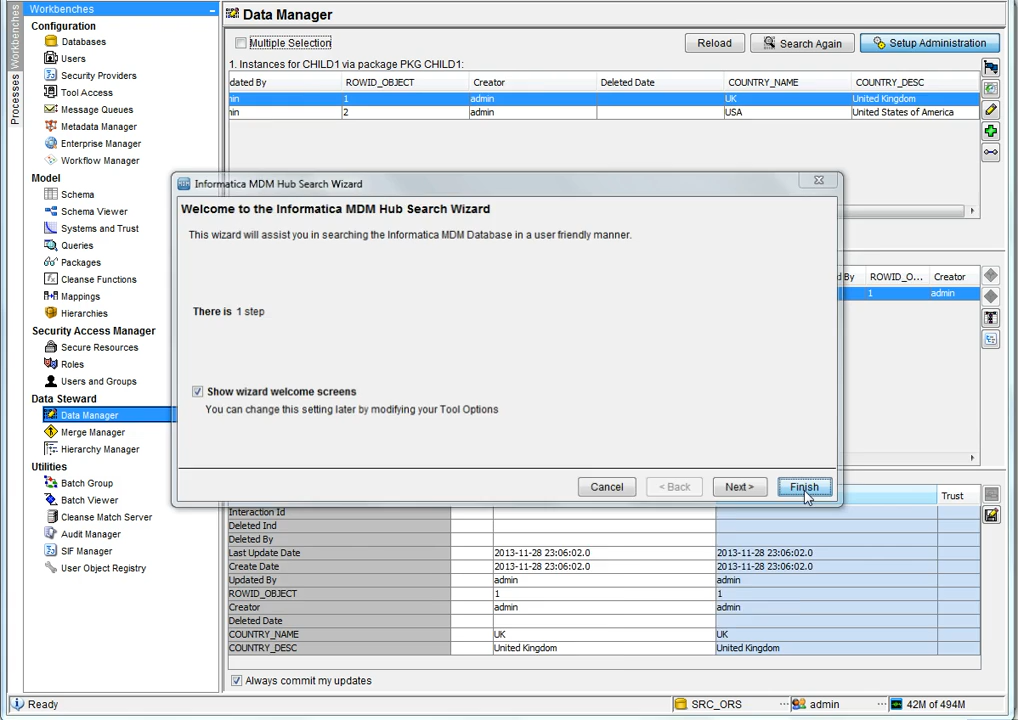 Workbenches
Processes
Workbenches
Configuration
Databases
Users
Security Providers
Tool Access
Message Queues
Metadata Manager
Enterprise Manager
Workflow Manager
Model
Schema
Schema Viewer
Systems and Trust
Queries
Packages
Cleanse Functions
Mappings
Hierarchies
Security Access Manager
Secure Resources
Roles
Users and Groups
Data Steward
Data Manager
Merge Manager
Hierarchy Manager
Utilities
Batch Group
Batch Viewer
Cleanse Match Server
Audit Manager
SIF Manager
User Object Registry
Data Manager
Multiple Selection
Reload
Search Again
Setup Administration
1. Instances for CHILD1 via package PKG CHILD1:
dated By ROWID_OBJECT Creator Deleted Date COUNTRY_NAME COUNTRY_DESC
in 1 admin UK United Kingdom
in 2 admin USA United States of America
Informatica MDM Hub Search Wizard
Welcome to the Informatica MDM Hub Search Wizard
This wizard will assist you in searching the Informatica MDM Database in a user friendly manner.
There is 1 step
Show wizard welcome screens
You can change this setting later by modifying your Tool Options
Cancel < Back Next > Finish
d By ROWID_O... Creator
1 admin
Trust
Interaction Id
Deleted Ind
Deleted By
Last Update Date 2013-11-28 23:06:02.0 2013-11-28 23:06:02.0
Create Date 2013-11-28 23:06:02.0 2013-11-28 23:06:02.0
Updated By admin admin
ROWID_OBJECT 1 1
Creator admin admin
Deleted Date
COUNTRY_NAME UK UK
COUNTRY_DESC United Kingdom United Kingdom
Always commit my updates
Ready
SRC_ORS
admin
42M of 494M